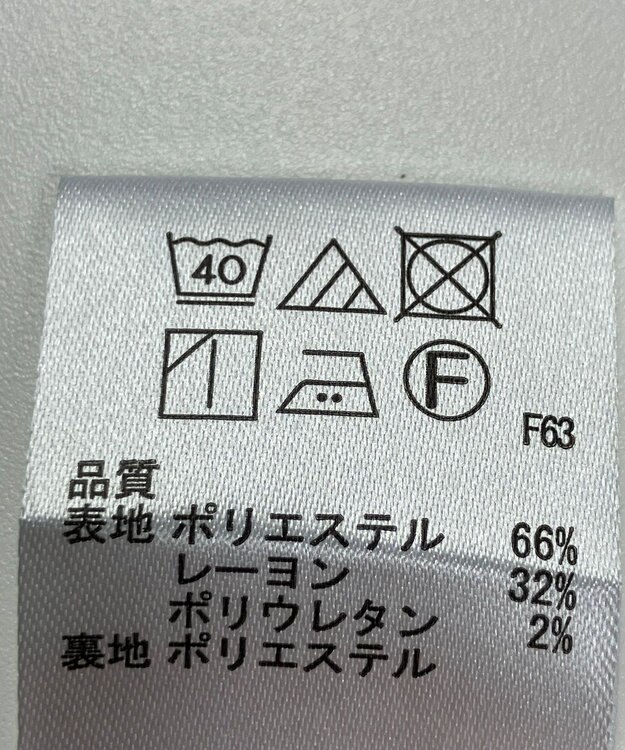 40
F
F63
品質
表地 ポリエステル 66%
レーヨン 32%
ポリウレタン 2%
裏地 ポリエステル